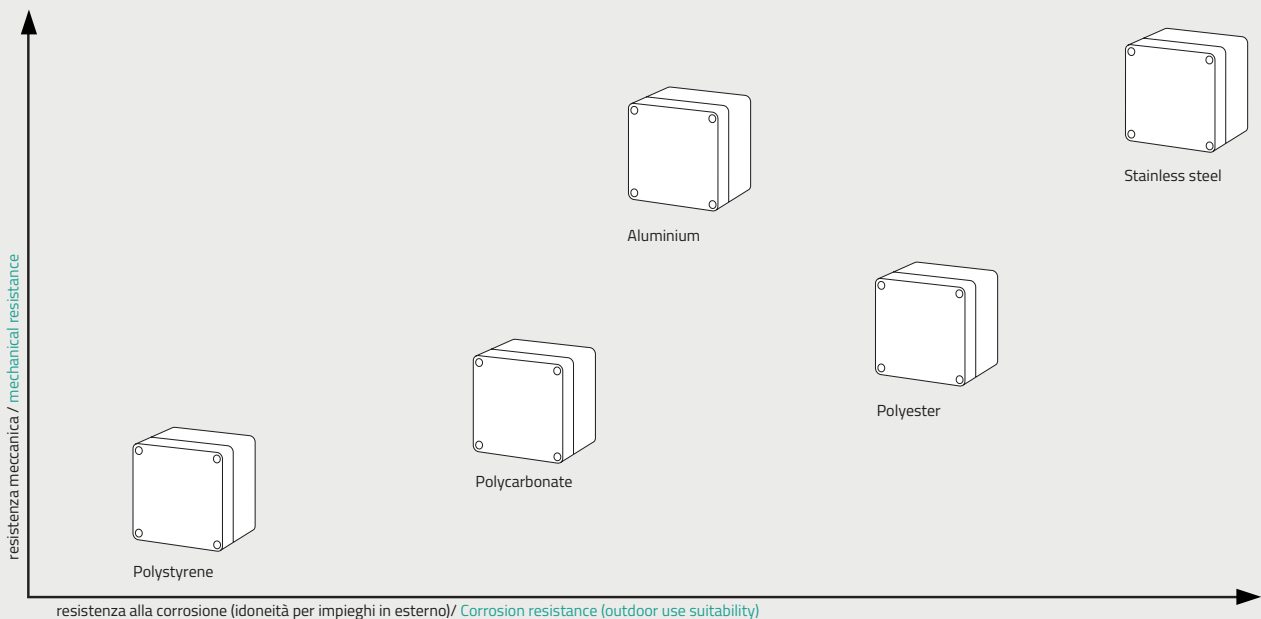 Stainless steel
Aluminium
Polyester
Polycarbonate
Polystyrene
resistenza meccanica / mechanical resistance
resistenza alla corrosione (idoneità per impieghi in esterno)/ Corrosion resistance (outdoor use suitability)